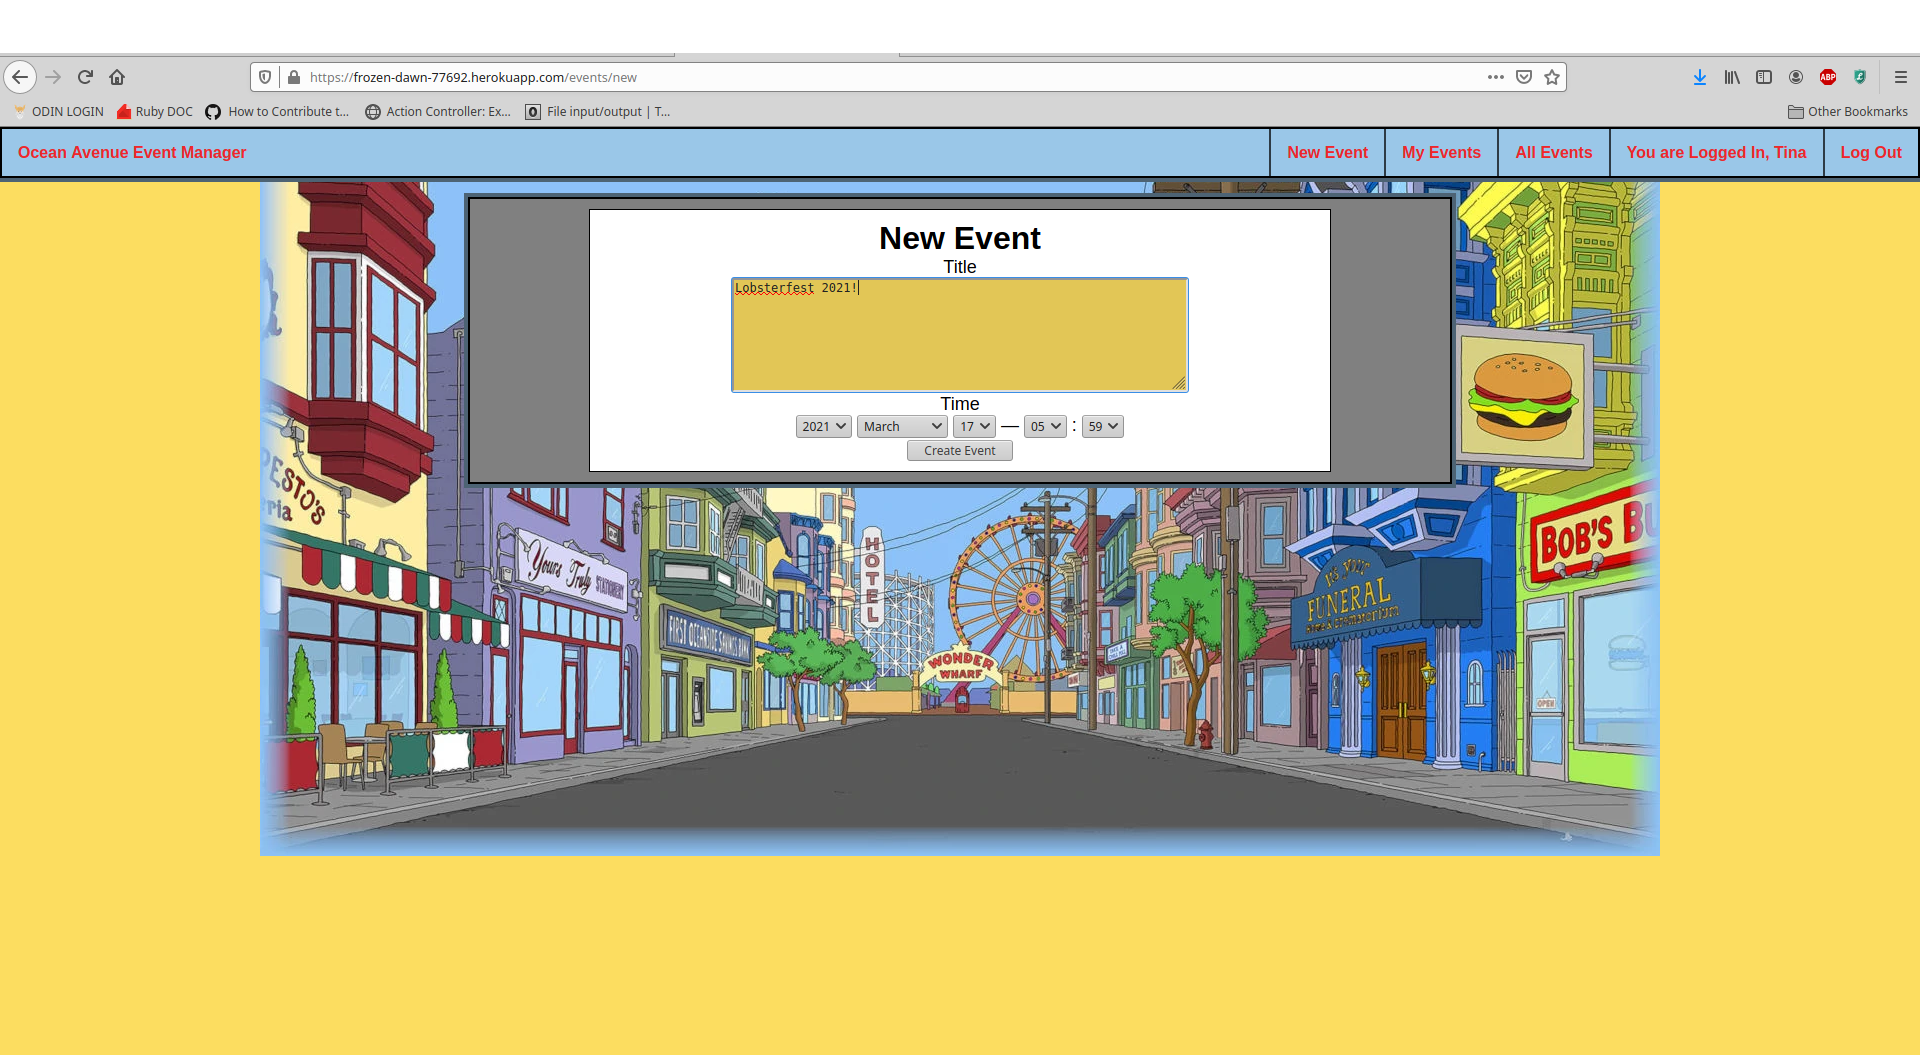 https://frozen-dawn-77692.herokuapp.com/events/new
ABP
ODIN LOGIN Ruby DOC How to Contribute t... Action Controller: Ex... File input/output | T... Other Bookmarks
Ocean Avenue Event Manager New Event My Events All Events You are Logged In, Tina Log Out
New Event
Title
Lobsterfest 2021!
Time
2021 March 17 — 05 : 59
Create Event
PESTO'S
ria
Yours Truly STATIONERY
FIRST OCEANSIDE SAVINGS BANK
HOTEL
WONDER
WHARF
It's Your
FUNERAL
home & crematorium
BOB'S BU
OPEN